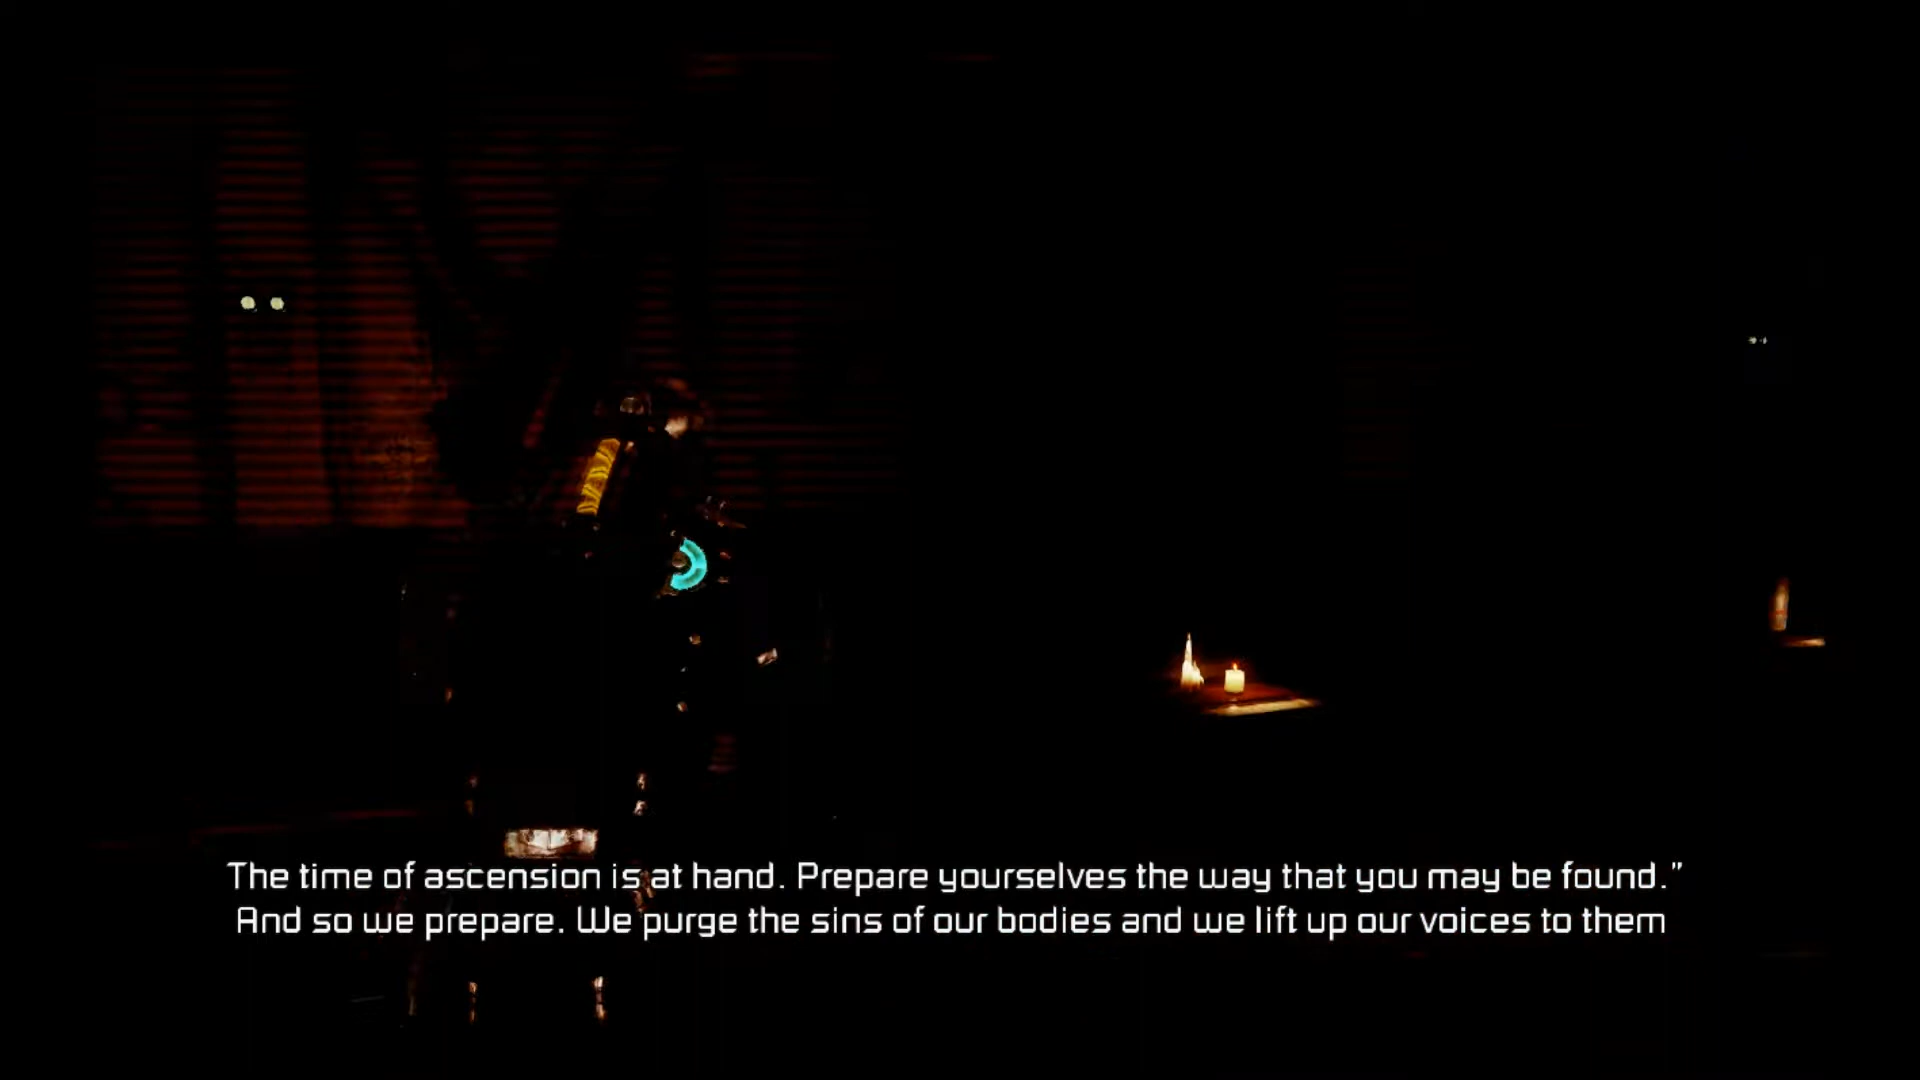 The time of ascension is at hand. Prepare yourselves the way that you may be found."
And so we prepare. We purge the sins of our bodies and we lift up our voices to them